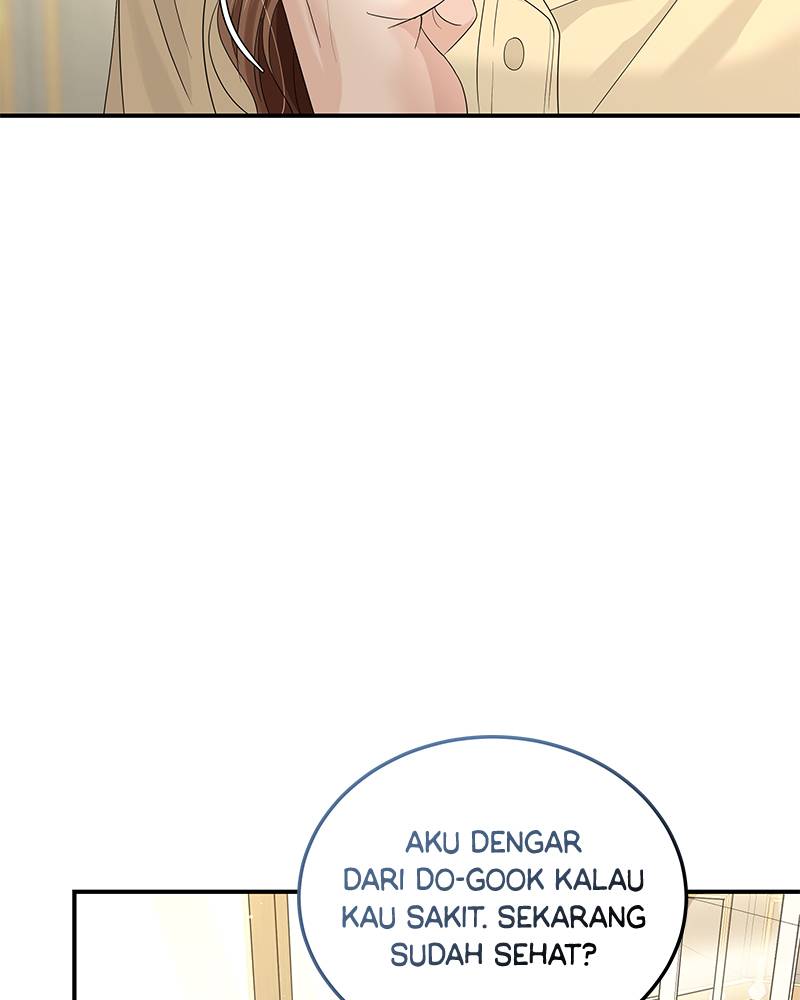 AKU DENGAR
DARI DO-GOOK KALAU
KAU SAKIT. SEKARANG
SUDAH SEHAT?